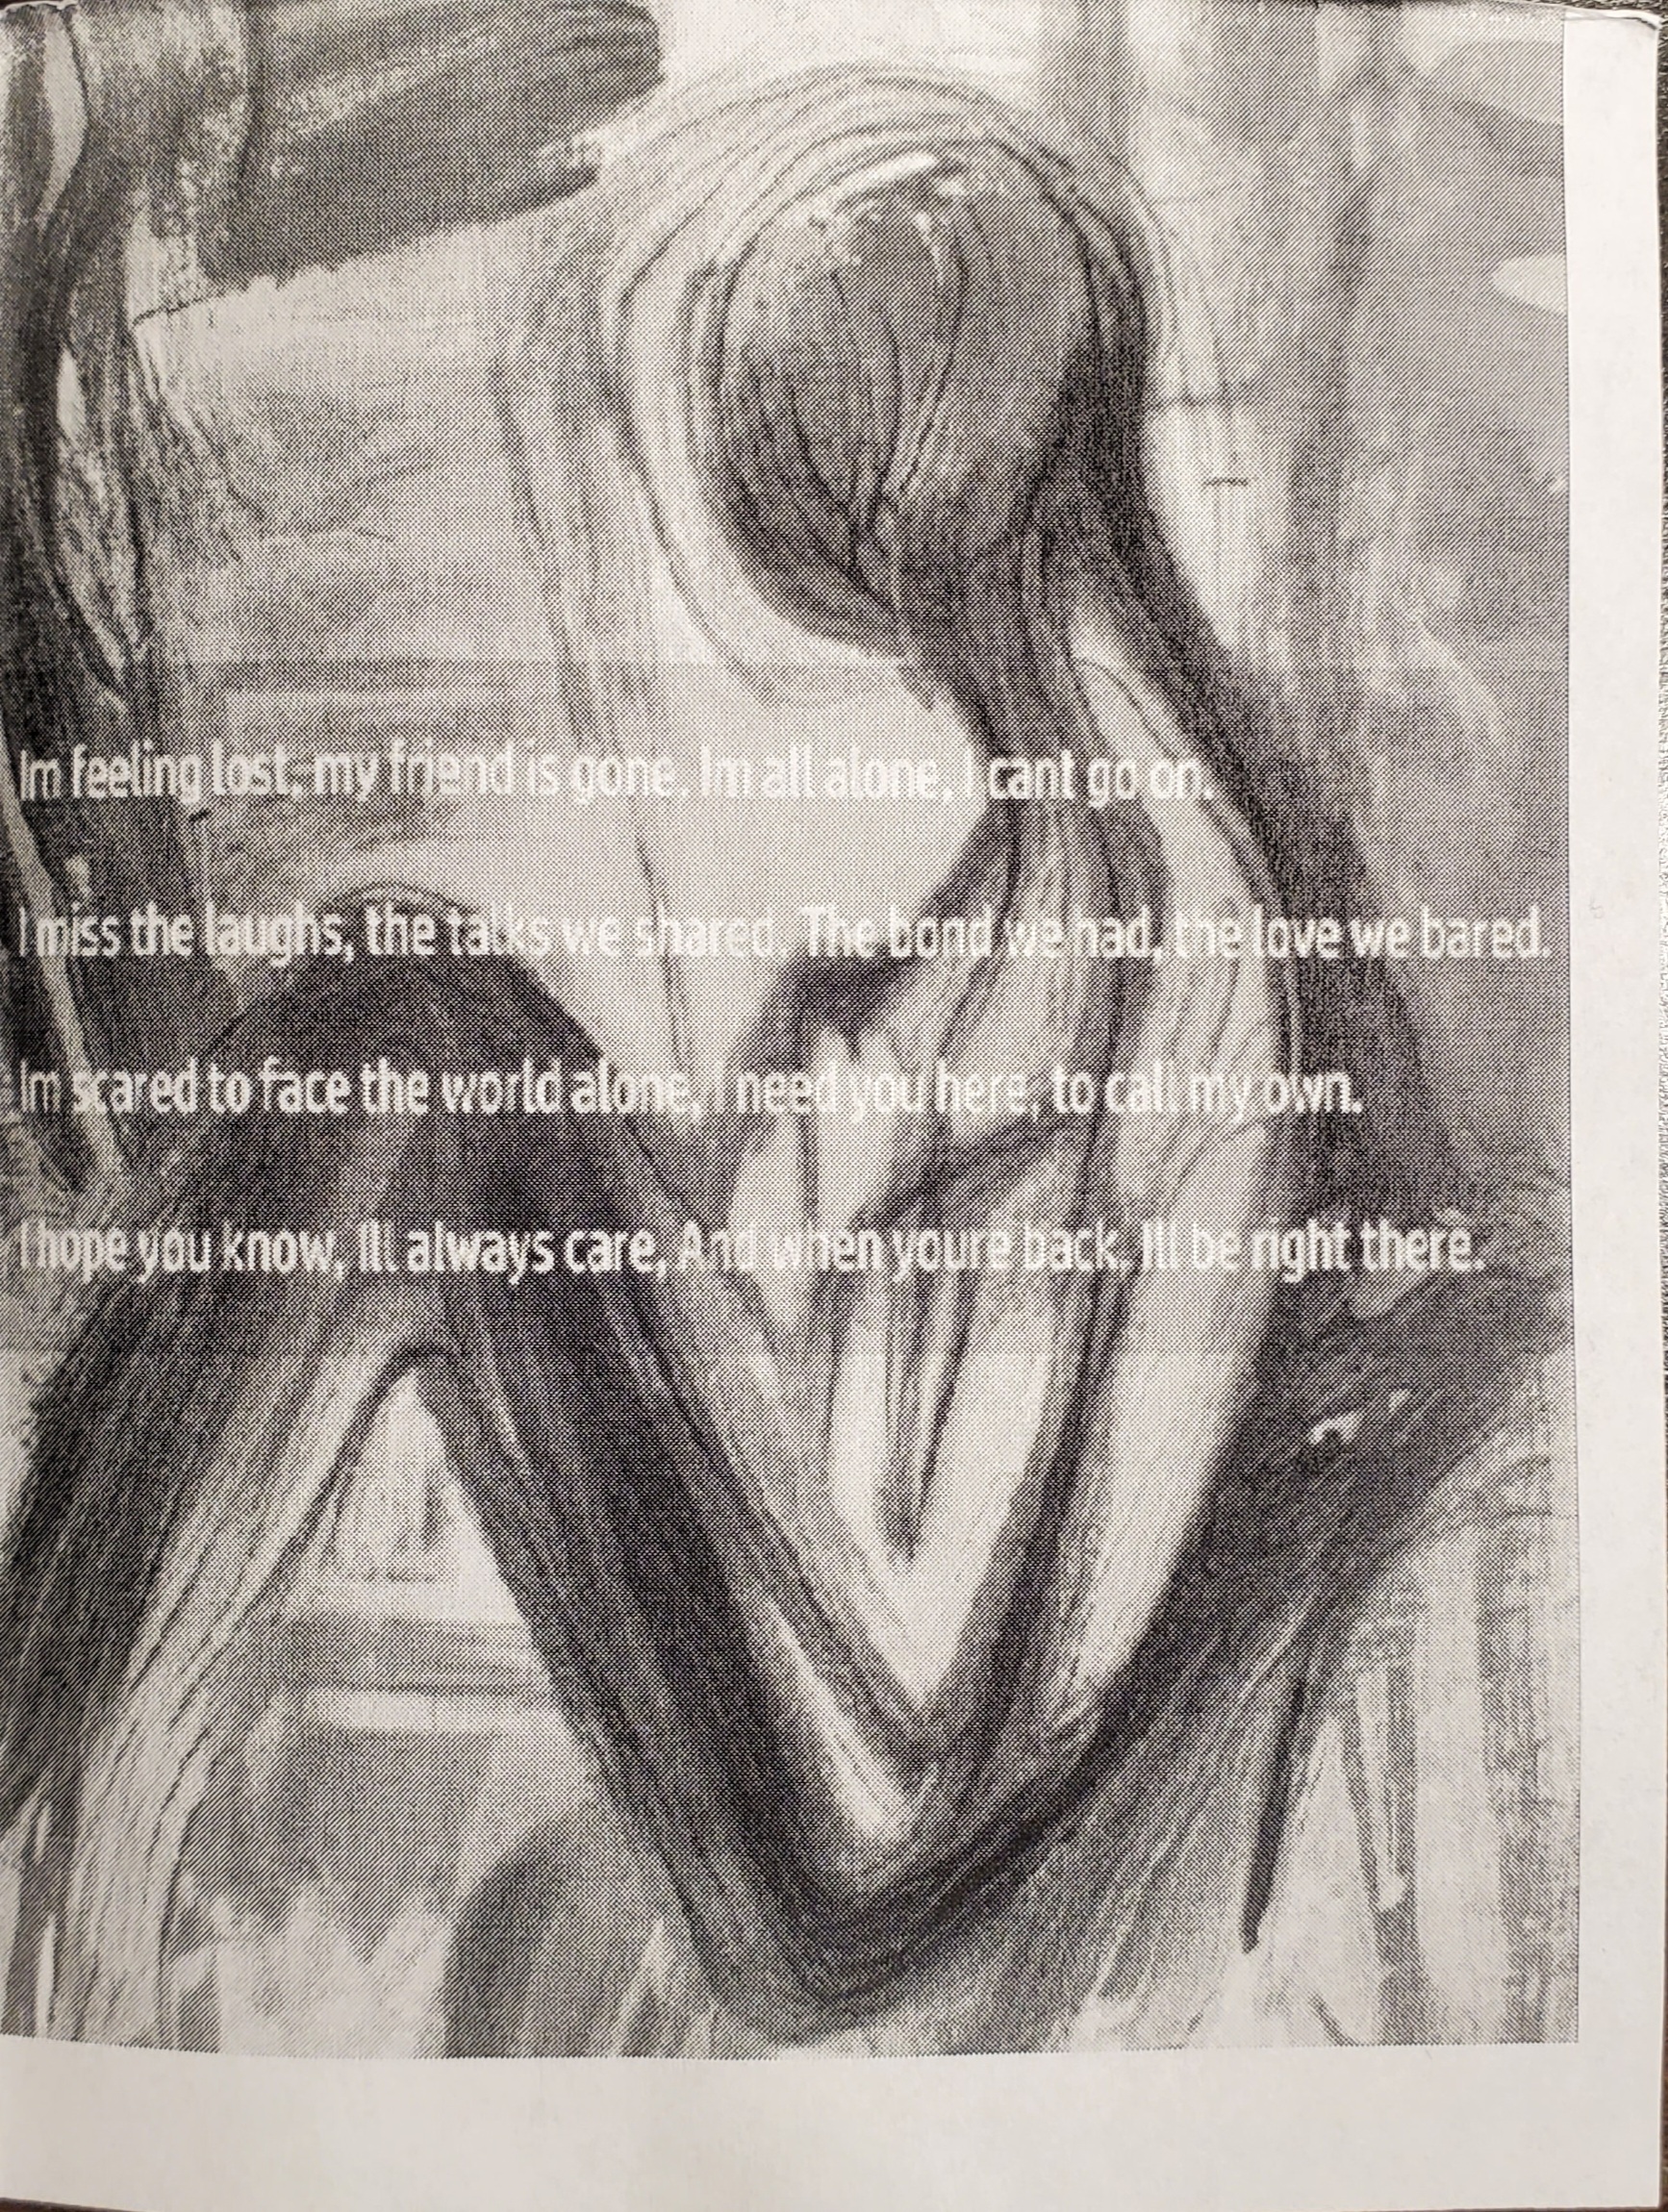 Im feeling lost, my friend is gone. Im all alone, I cant go on.
I miss the laughs, the talks we shared. The bond we had, the love we bared.
Im scared to face the world alone, I need you here, to call my own.
I hope you know, Ill always care, And when youre back. Ill be right there.